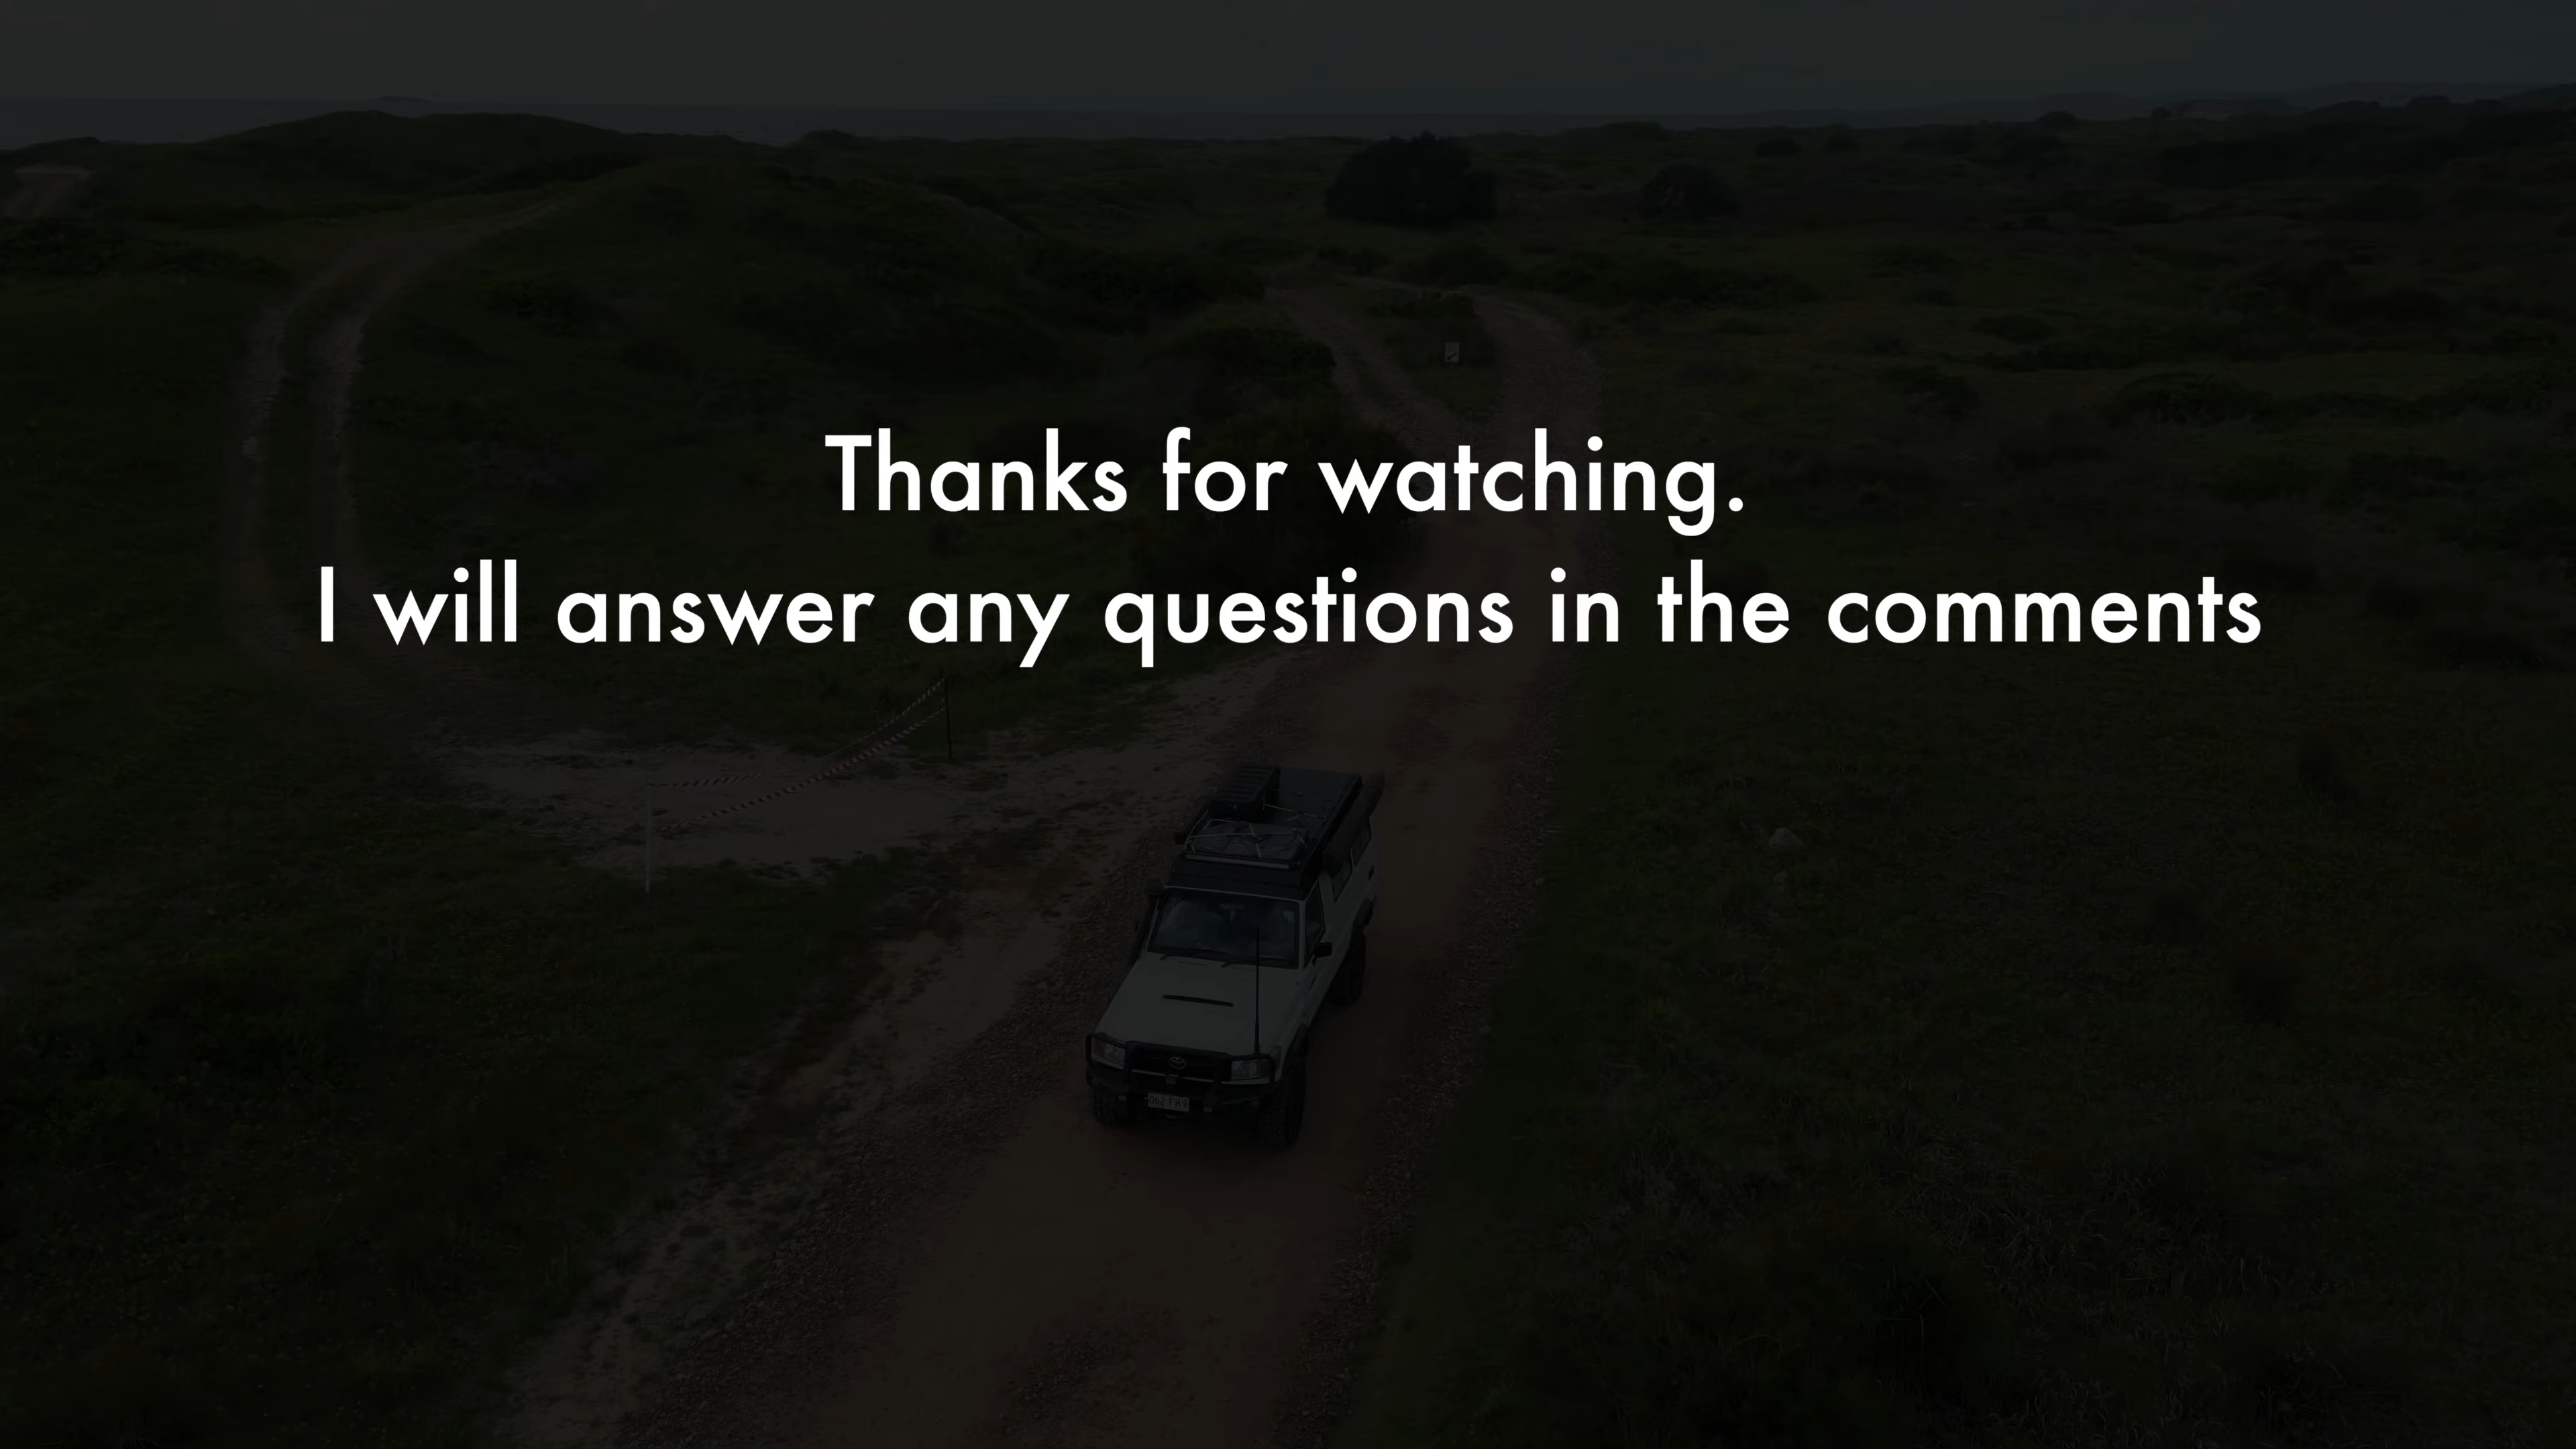 Thanks for watching.
I will answer any questions in the comments